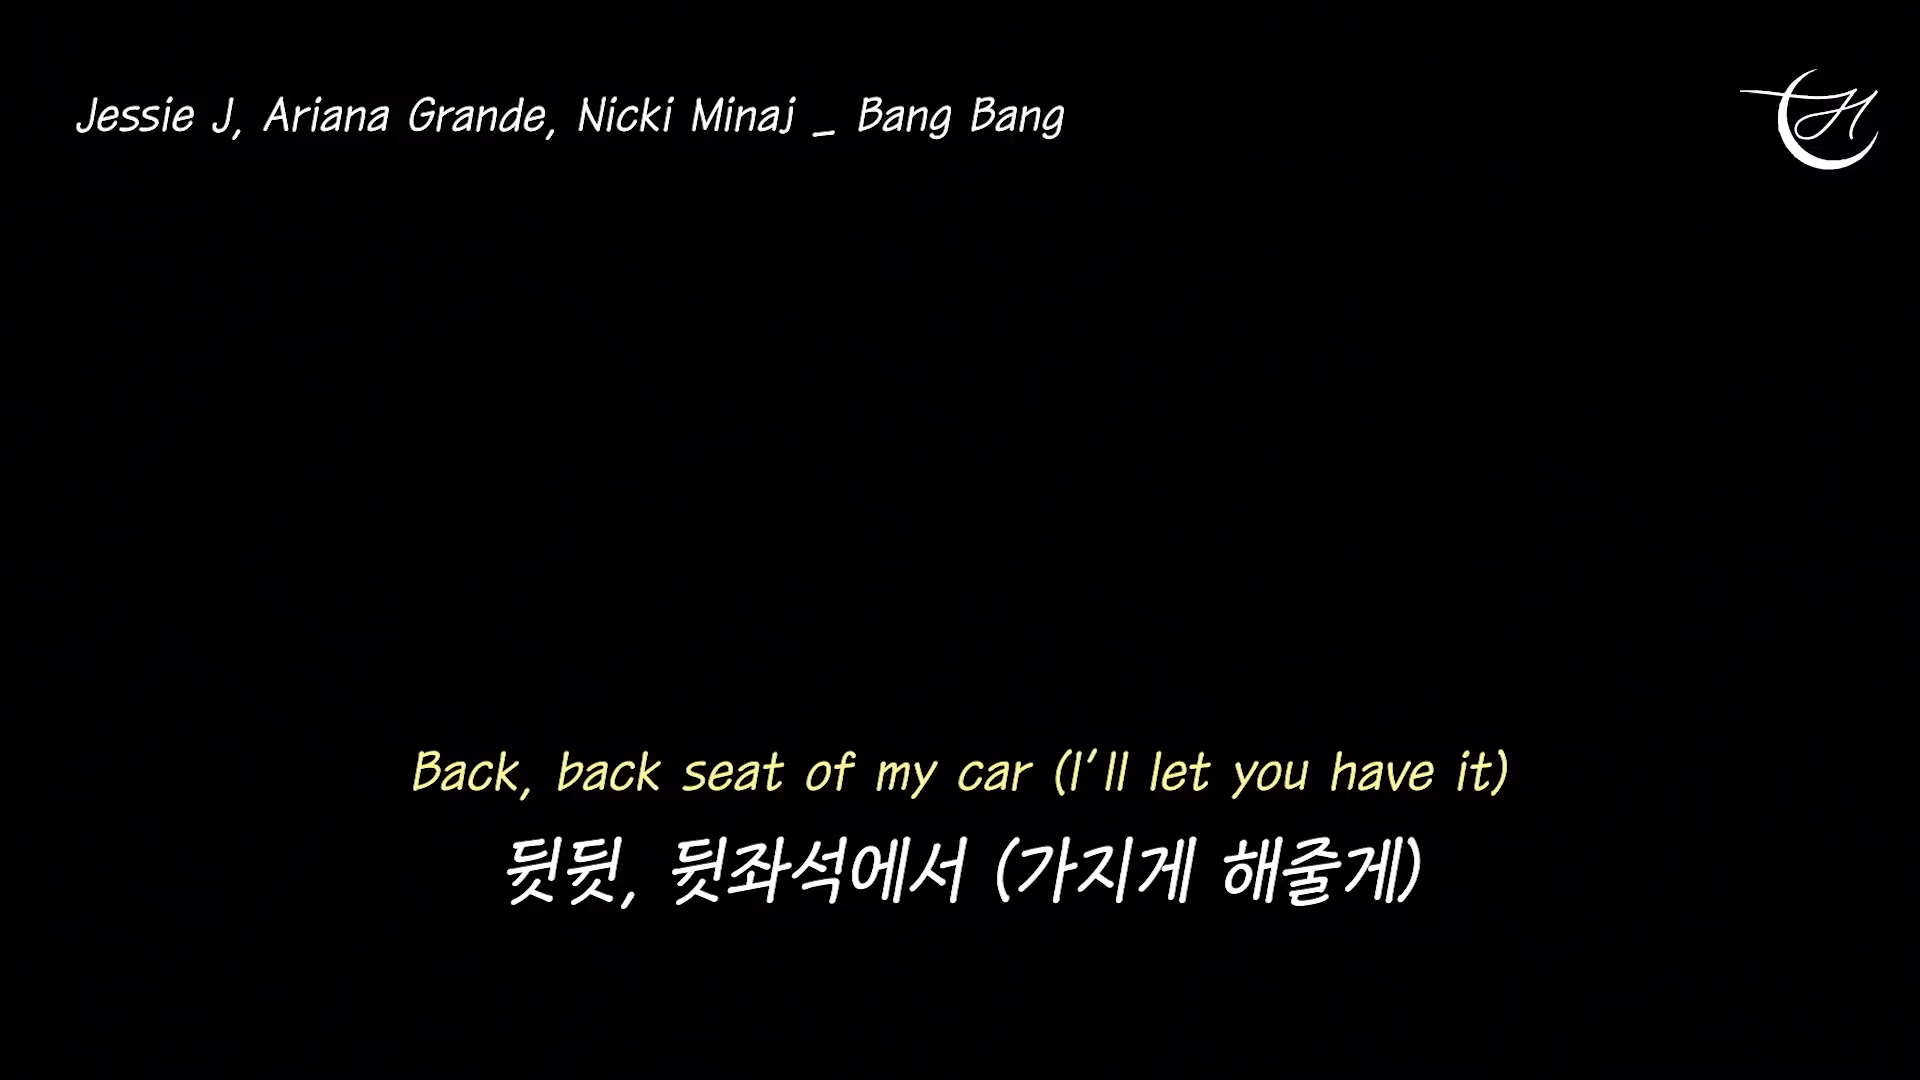 Jessie J, Ariana Grande, Nicki Minaj _ Bang Bang
Back, back seat of my car (I'll let you have it)
뒷뒷, 뒷좌석에서 (가지게 해줄게)